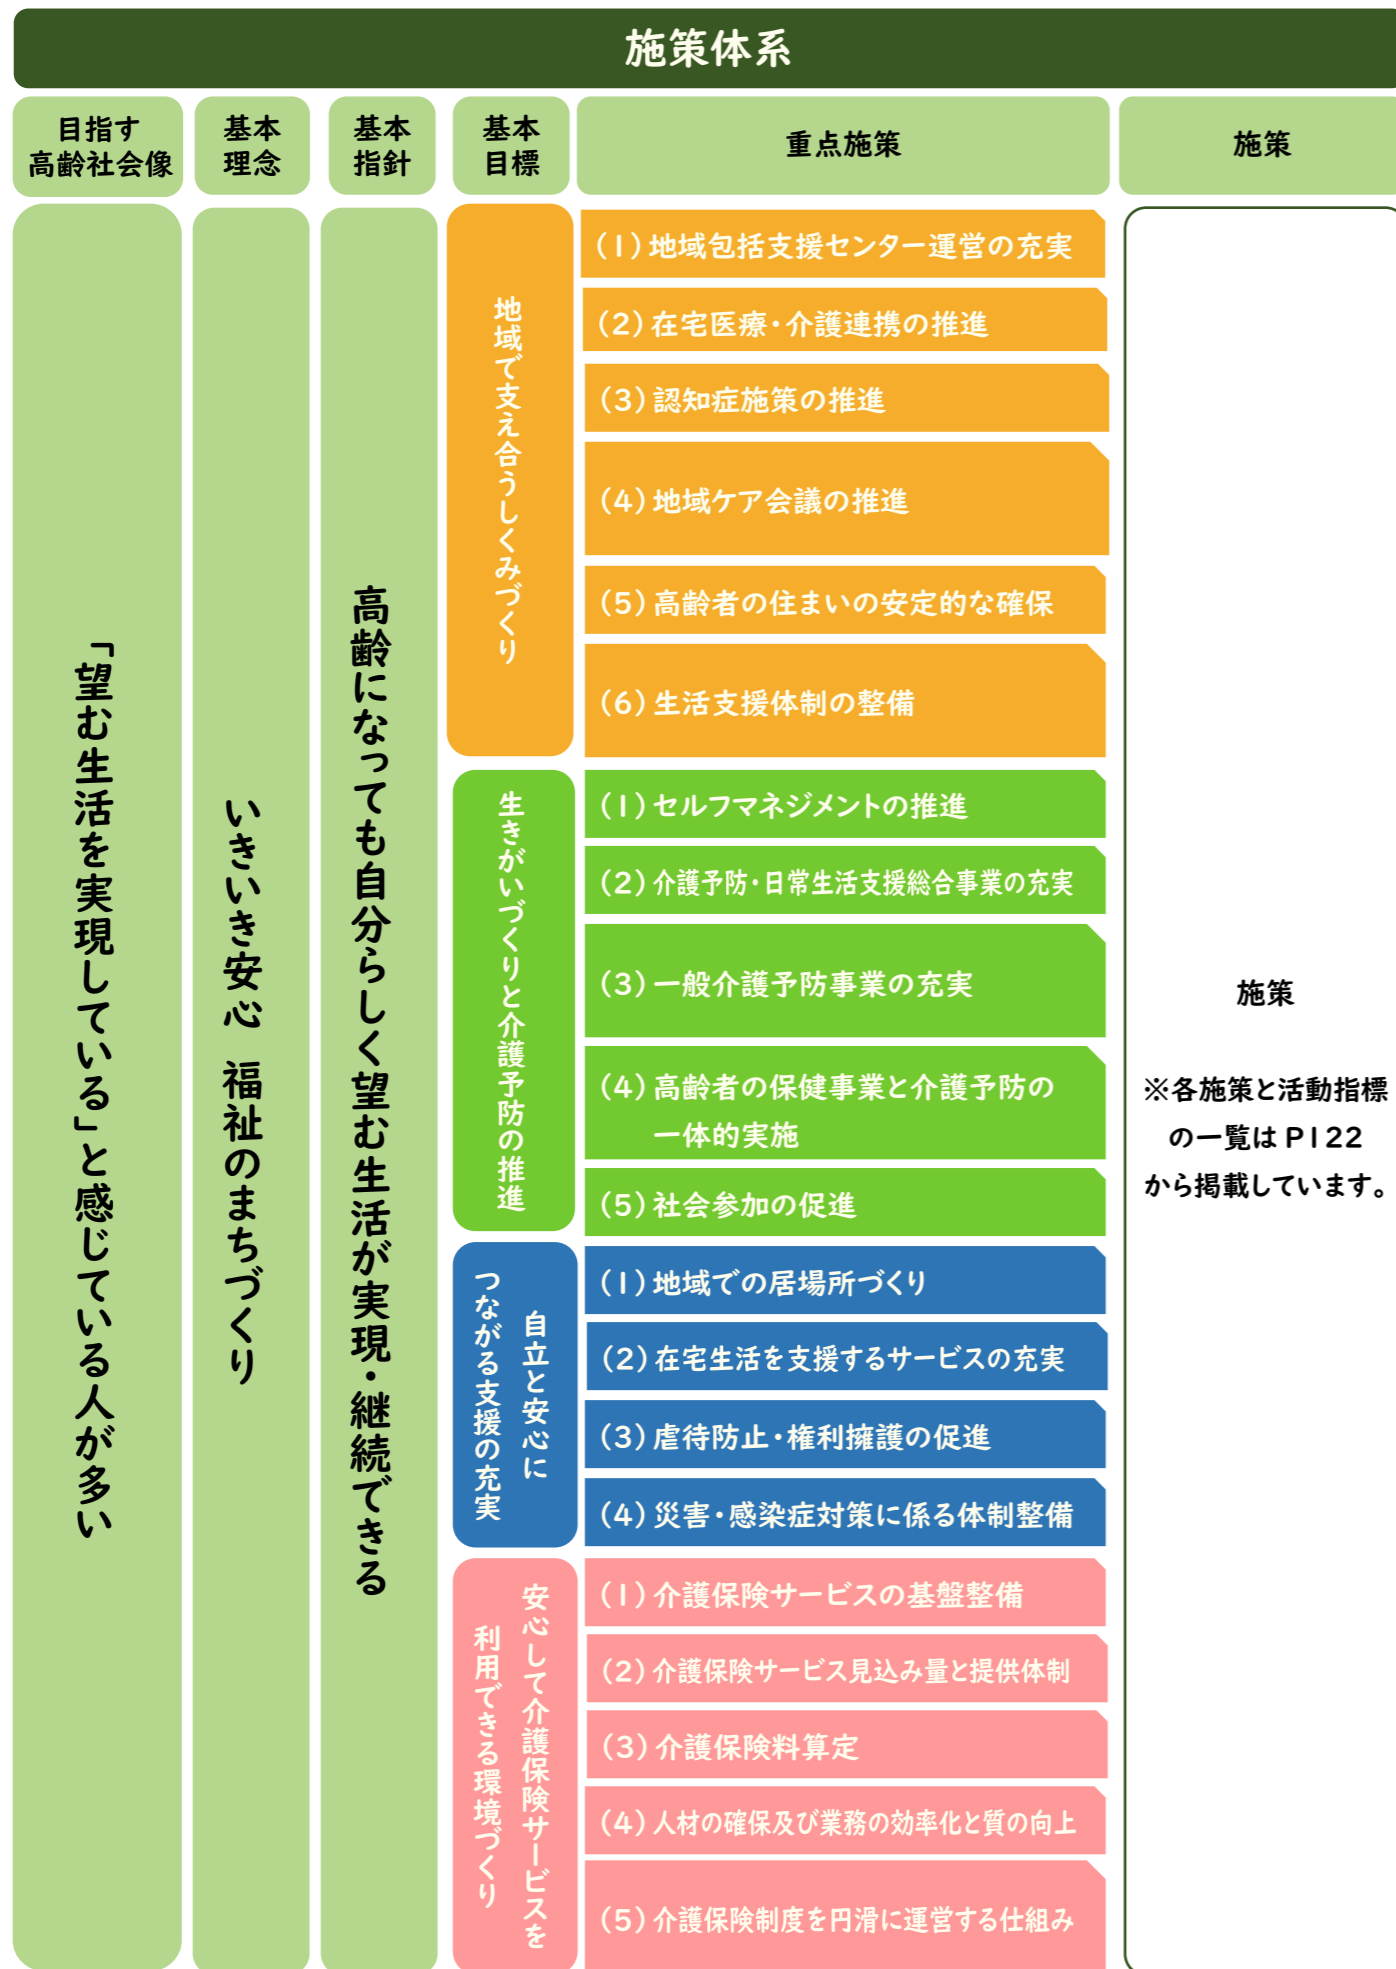 施策体系
目指す
高齢社会像
基本
理念
基本
指針
基本
目標
重点施策
施策
「望む生活を実現している」と感じている人が多い
いきいき安心 福祉のまちづくり
高齢になっても自分らしく望む生活が実現・継続できる
地域で支え合うしくみづくり
(1)地域包括支援センター運営の充実
(2)在宅医療・介護連携の推進
(3)認知症施策の推進
(4)地域ケア会議の推進
(5)高齢者の住まいの安定的な確保
(6)生活支援体制の整備
生きがいづくりと介護予防の推進
(1)セルフマネジメントの推進
(2)介護予防・日常生活支援総合事業の充実
(3)一般介護予防事業の充実
(4)高齢者の保健事業と介護予防の
一体的実施
(5)社会参加の促進
自立と安心に
つながる支援の充実
(1)地域での居場所づくり
(2)在宅生活を支援するサービスの充実
(3)虐待防止・権利擁護の促進
(4)災害・感染症対策に係る体制整備
安心して介護保険サービスを
利用できる環境づくり
(1)介護保険サービスの基盤整備
(2)介護保険サービス見込み量と提供体制
(3)介護保険料算定
(4)人材の確保及び業務の効率化と質の向上
(5)介護保険制度を円滑に運営する仕組み
施策
※各施策と活動指標
の一覧は P122
から掲載しています。